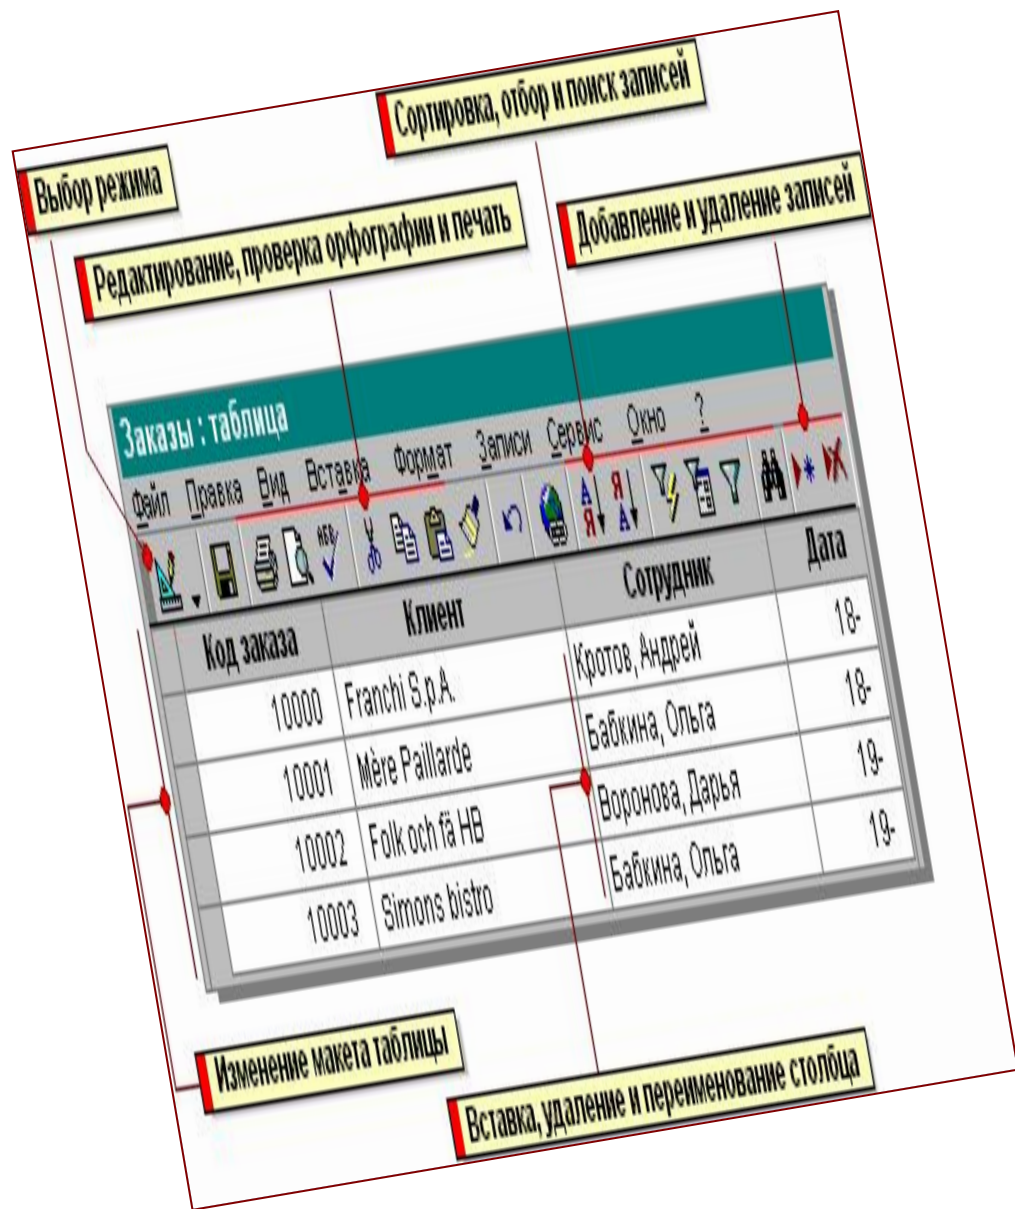 Сортировка, отбор и поиск записей
Выбор режима
Добавление и удаление записей
Редактирование, проверка орфографии и печать
Заказы : таблица
Файл Правка Вид Вставка Формат Записи Сервис Окно ?
Код заказа Клиент Сотрудник Дата
10000 Franchi S.p.A. Кротов, Андрей 18-
10001 Mère Paillarde Бабкина, Ольга 18-
10002 Folk och fä HB Воронова, Дарья 19-
10003 Simons bistro Бабкина, Ольга 19-
Изменение макета таблицы
Вставка, удаление и переименование столбца